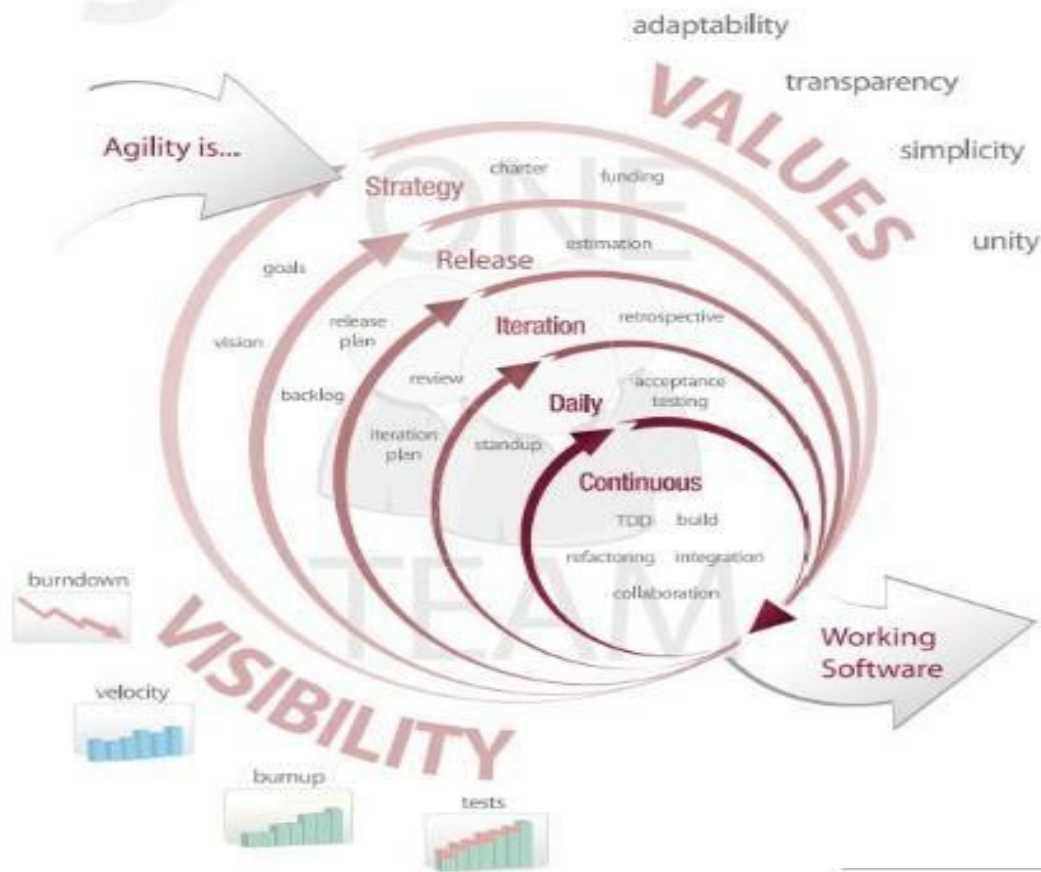 adaptability
transparency
simplicity
unity
VALUES
Agility is...
Strategy
charter
funding
goals
vision
Release
estimation
release
plan
backlog
Iteration
retrospective
review
iteration
plan
Daily
acceptance
testing
standup
Continuous
TDD build
refactoring integration
collaboration
ONE
TEAM
Working
Software
VISIBILITY
burndown
velocity
burnup
tests